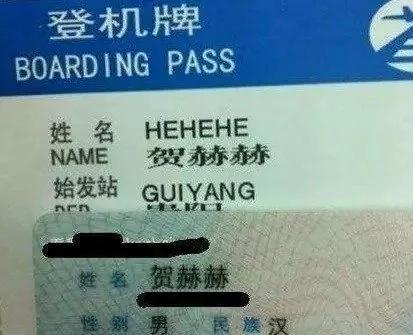 登机牌
BOARDING PASS
姓 名 HEHEHE
NAME 贺赫赫
始发站 GUIYANG
姓 名 贺赫赫
性 别 男 民 族 汉